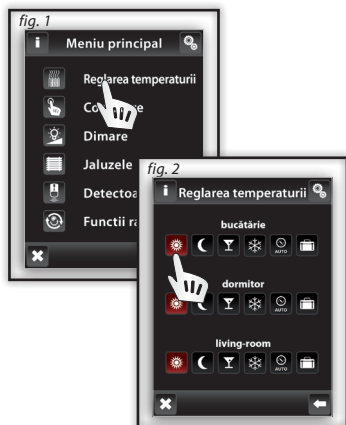 fig. 1
i Meniu principal
Reglarea temperaturii
Dimare
Jaluzele
fig. 2
i Reglarea temperaturii
bucătărie
AUTO
dormitor
AUTO
living-room
AUTO